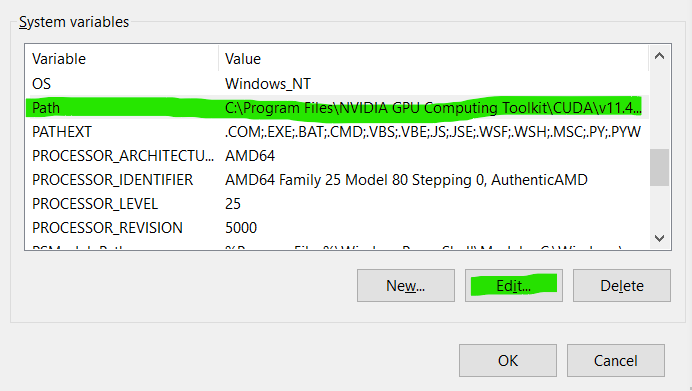 System variables
Variable Value
OS Windows_NT
Path C:\Program Files\NVIDIA GPU Computing Toolkit\CUDA\v11.4...
PATHEXT .COM;.EXE;.BAT;.CMD;.VBS;.VBE;.JS;.JSE;.WSF;.WSH;.MSC;.PY;.PYW
PROCESSOR_ARCHITECTU... AMD64
PROCESSOR_IDENTIFIER AMD64 Family 25 Model 80 Stepping 0, AuthenticAMD
PROCESSOR_LEVEL 25
PROCESSOR_REVISION 5000
New... Edit... Delete
OK Cancel